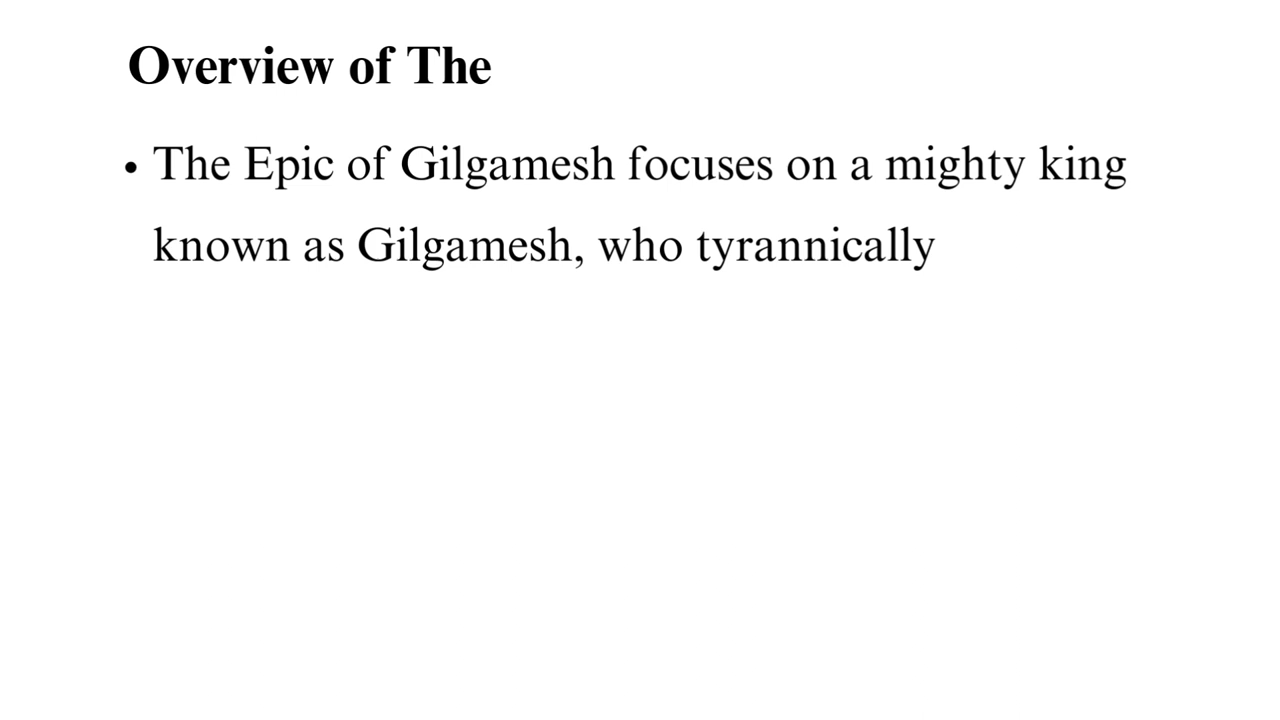 Overview of The
• The Epic of Gilgamesh focuses on a mighty king
known as Gilgamesh, who tyrannically